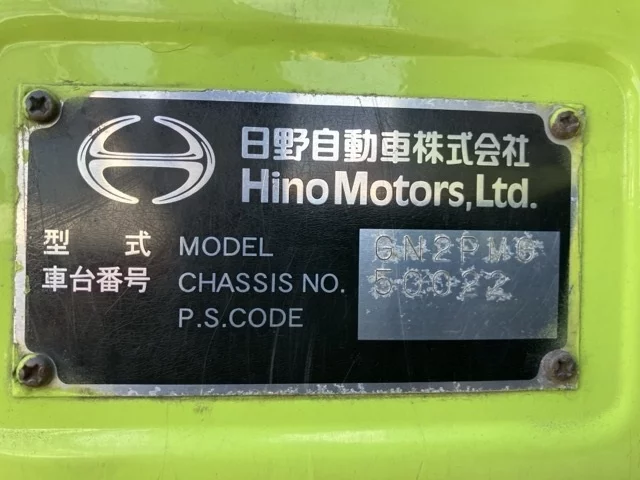 日野自動車株式会社
Hino Motors, Ltd.
型 式 MODEL GN2PMG
車台番号 CHASSIS NO. 50022
P.S.CODE